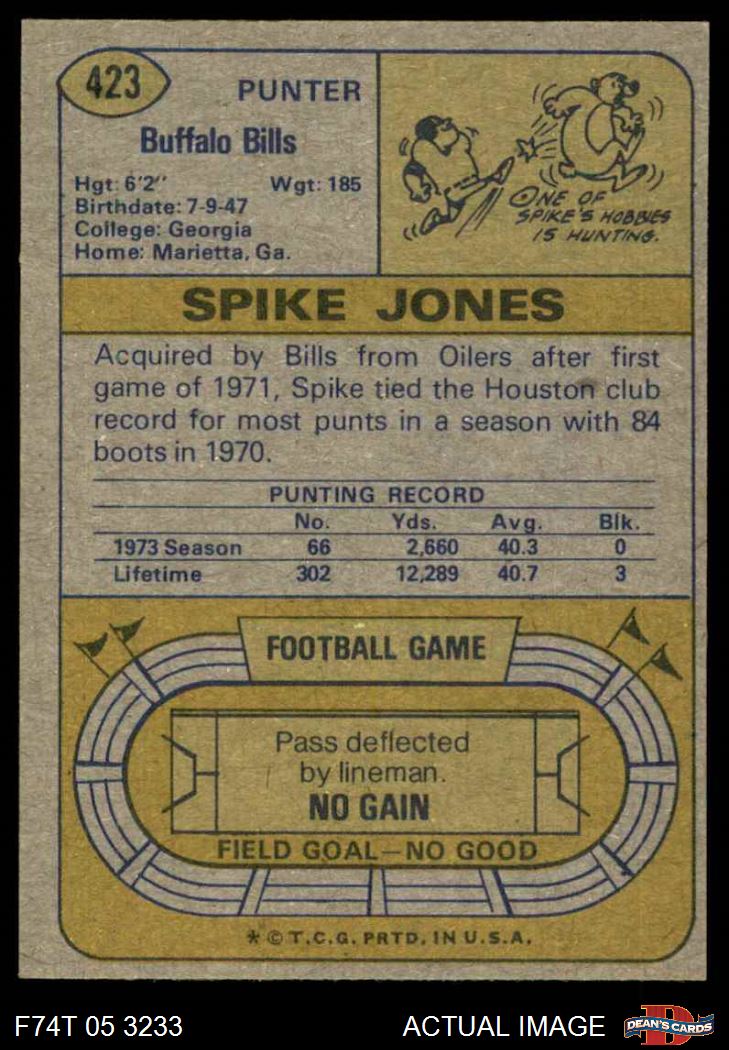 423
PUNTER
Buffalo Bills
Hgt: 6'2" Wgt: 185
Birthdate: 7-9-47
College: Georgia
Home: Marietta, Ga.
ONE OF
SPIKE'S HOBBIES
IS HUNTING.
SPIKE JONES
Acquired by Bills from Oilers after first
game of 1971, Spike tied the Houston club
record for most punts in a season with 84
boots in 1970.
PUNTING RECORD
No. Yds. Avg. Blk.
1973 Season 66 2,660 40.3 0
Lifetime 302 12,289 40.7 3
FOOTBALL GAME
Pass deflected
by lineman.
NO GAIN
FIELD GOAL—NO GOOD
* © T.C.G. PRTD. IN U.S.A.
F74T 05 3233 ACTUAL IMAGE
D
DEAN'S CARDS